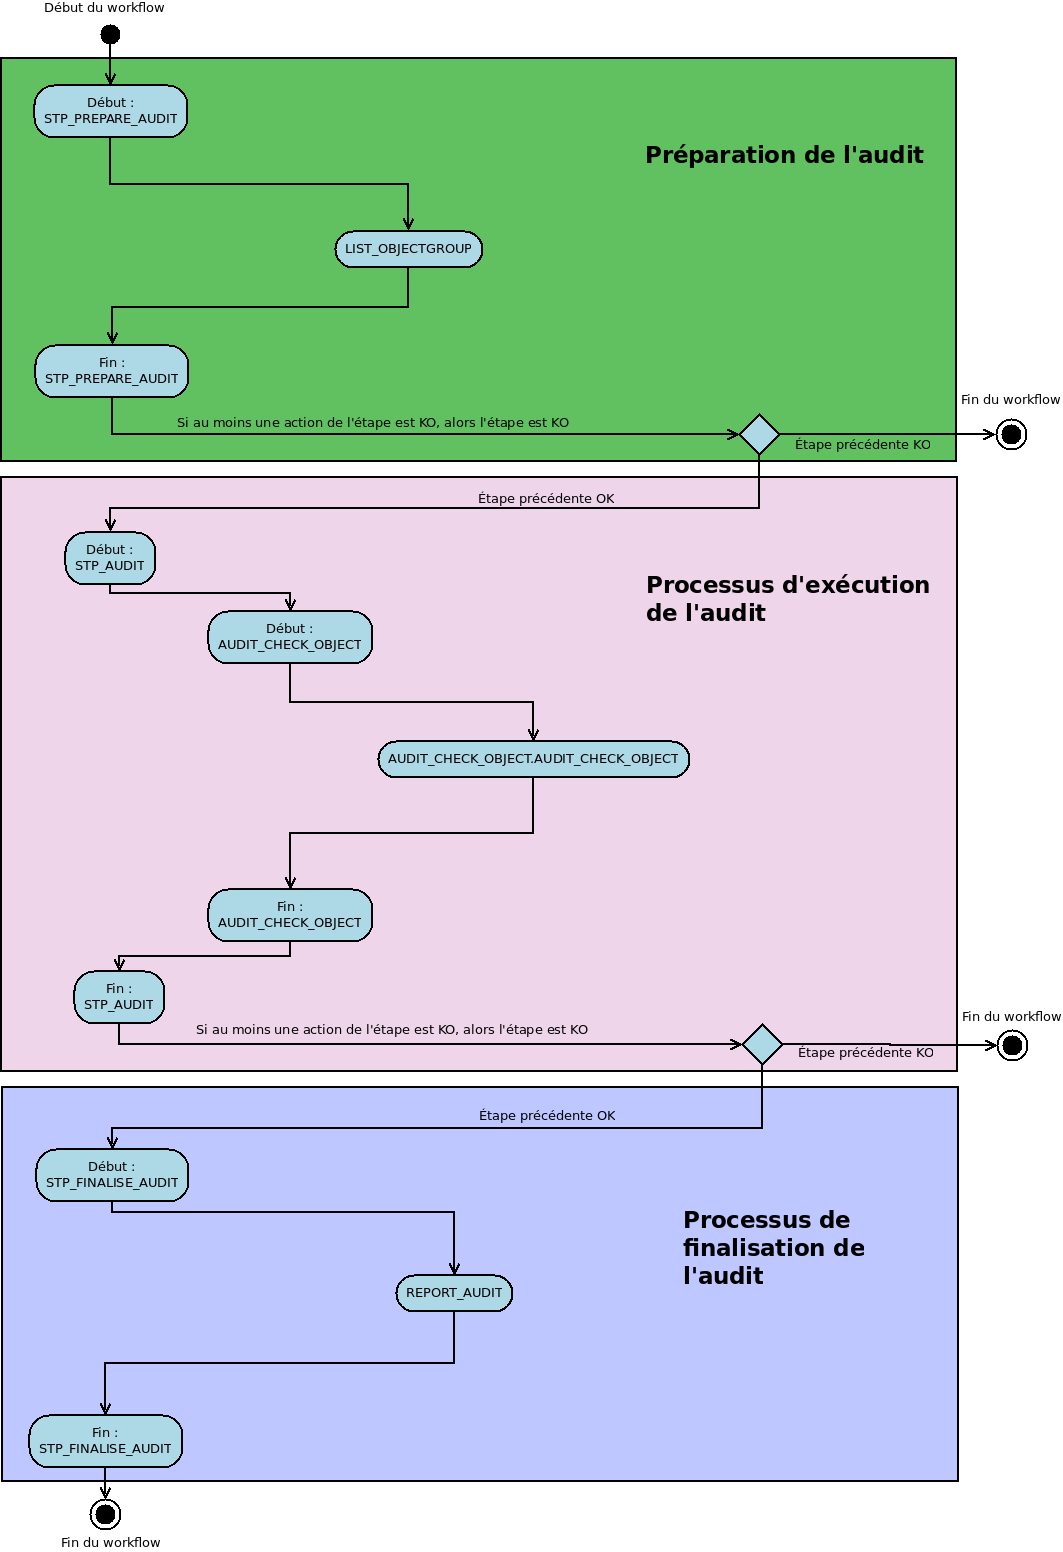 Début du workflow
Début :
STP_PREPARE_AUDIT
Préparation de l'audit
LIST_OBJECTGROUP
Fin :
STP_PREPARE_AUDIT
Si au moins une action de l'étape est KO, alors l'étape est KO
Fin du workflow
Étape précédente KO
Étape précédente OK
Début :
STP_AUDIT
Processus d'exécution
de l'audit
Début :
AUDIT_CHECK_OBJECT
AUDIT_CHECK_OBJECT.AUDIT_CHECK_OBJECT
Fin :
AUDIT_CHECK_OBJECT
Fin :
STP_AUDIT
Si au moins une action de l'étape est KO, alors l'étape est KO
Fin du workflow
Étape précédente KO
Étape précédente OK
Début :
STP_FINALISE_AUDIT
Processus de
finalisation de
l'audit
REPORT_AUDIT
Fin :
STP_FINALISE_AUDIT
Fin du workflow